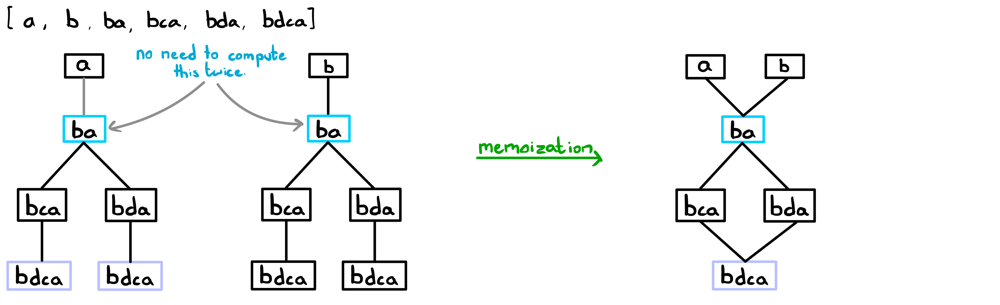 [ a, b, ba, bca, bda, bdca]
no need to compute
this twice.
a
b
a
b
ba
ba
memoization
ba
bca
bda
bca
bda
bca
bda
bdca
bdca
bdca
bdca
bdca